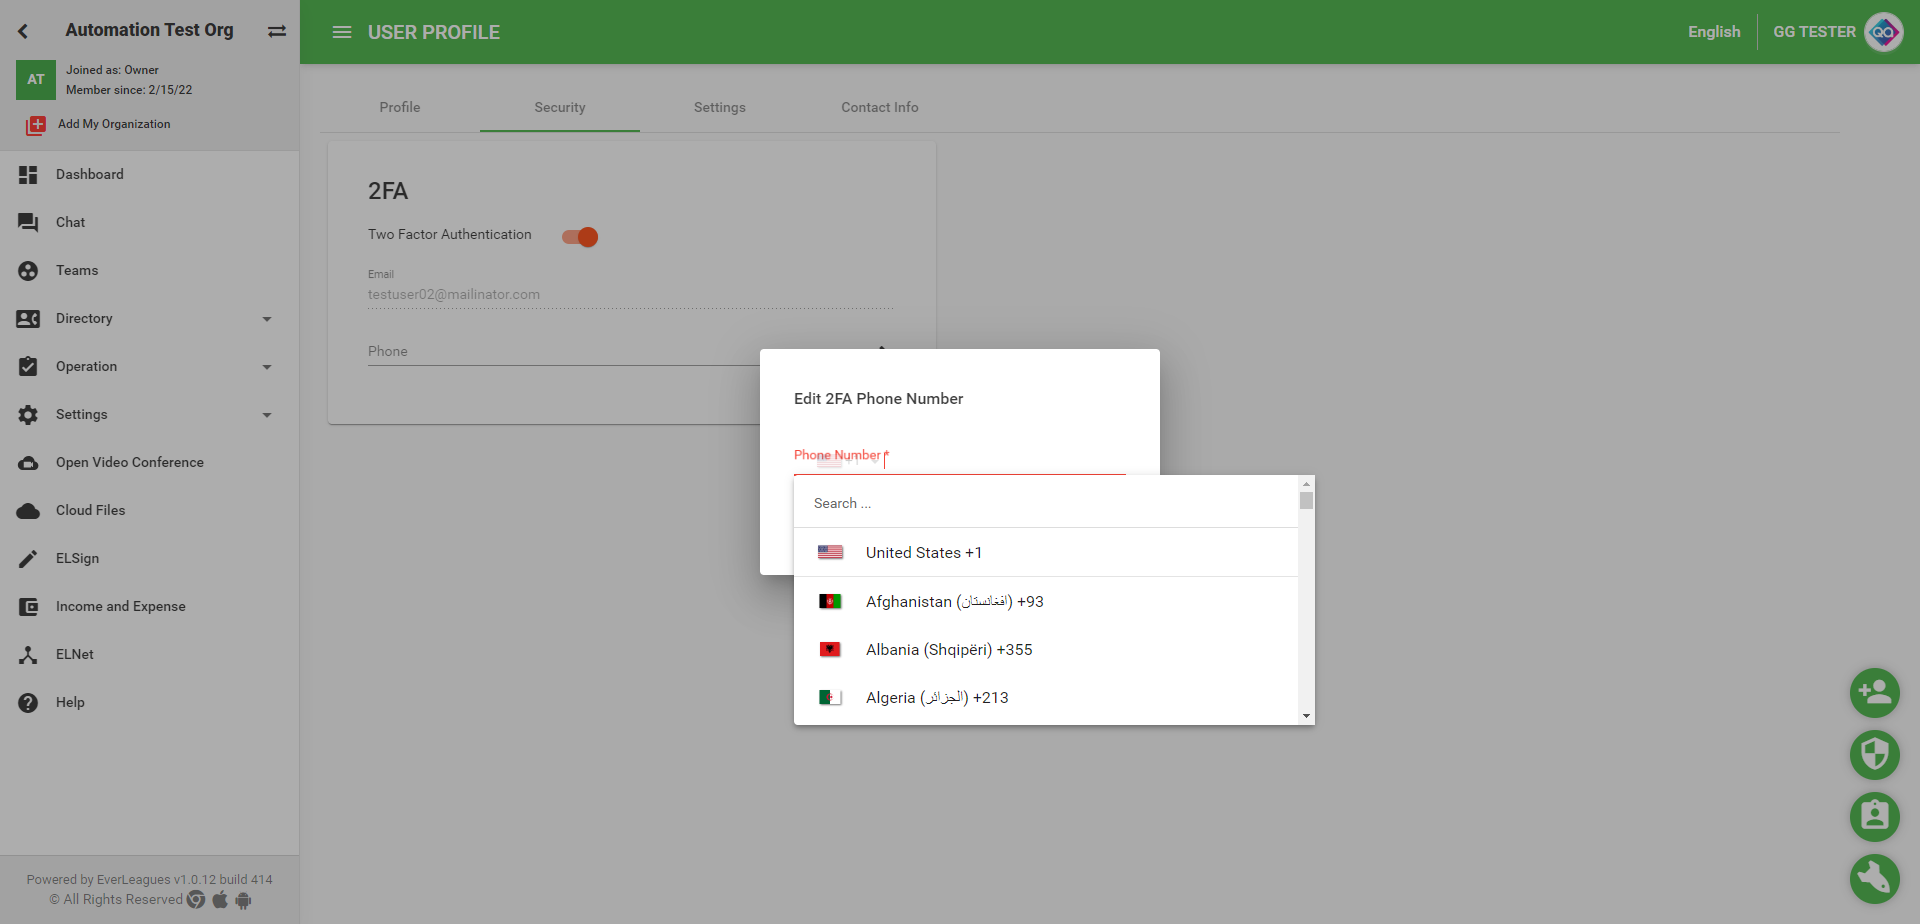 Automation Test Org
AT
Joined as: Owner
Member since: 2/15/22
Add My Organization
Dashboard
Chat
Teams
Directory
Operation
Settings
Open Video Conference
Cloud Files
ELSign
Income and Expense
ELNet
Help
Powered by EverLeagues v1.0.12 build 414
© All Rights Reserved
USER PROFILE
English
GG TESTER
QA
Profile
Security
Settings
Contact Info
2FA
Two Factor Authentication
Email
testuser02@mailinator.com
Phone
Edit 2FA Phone Number
Phone Number *
Search ...
United States +1
Afghanistan (افغانستان) +93
Albania (Shqipëri) +355
Algeria (الجزائر) +213